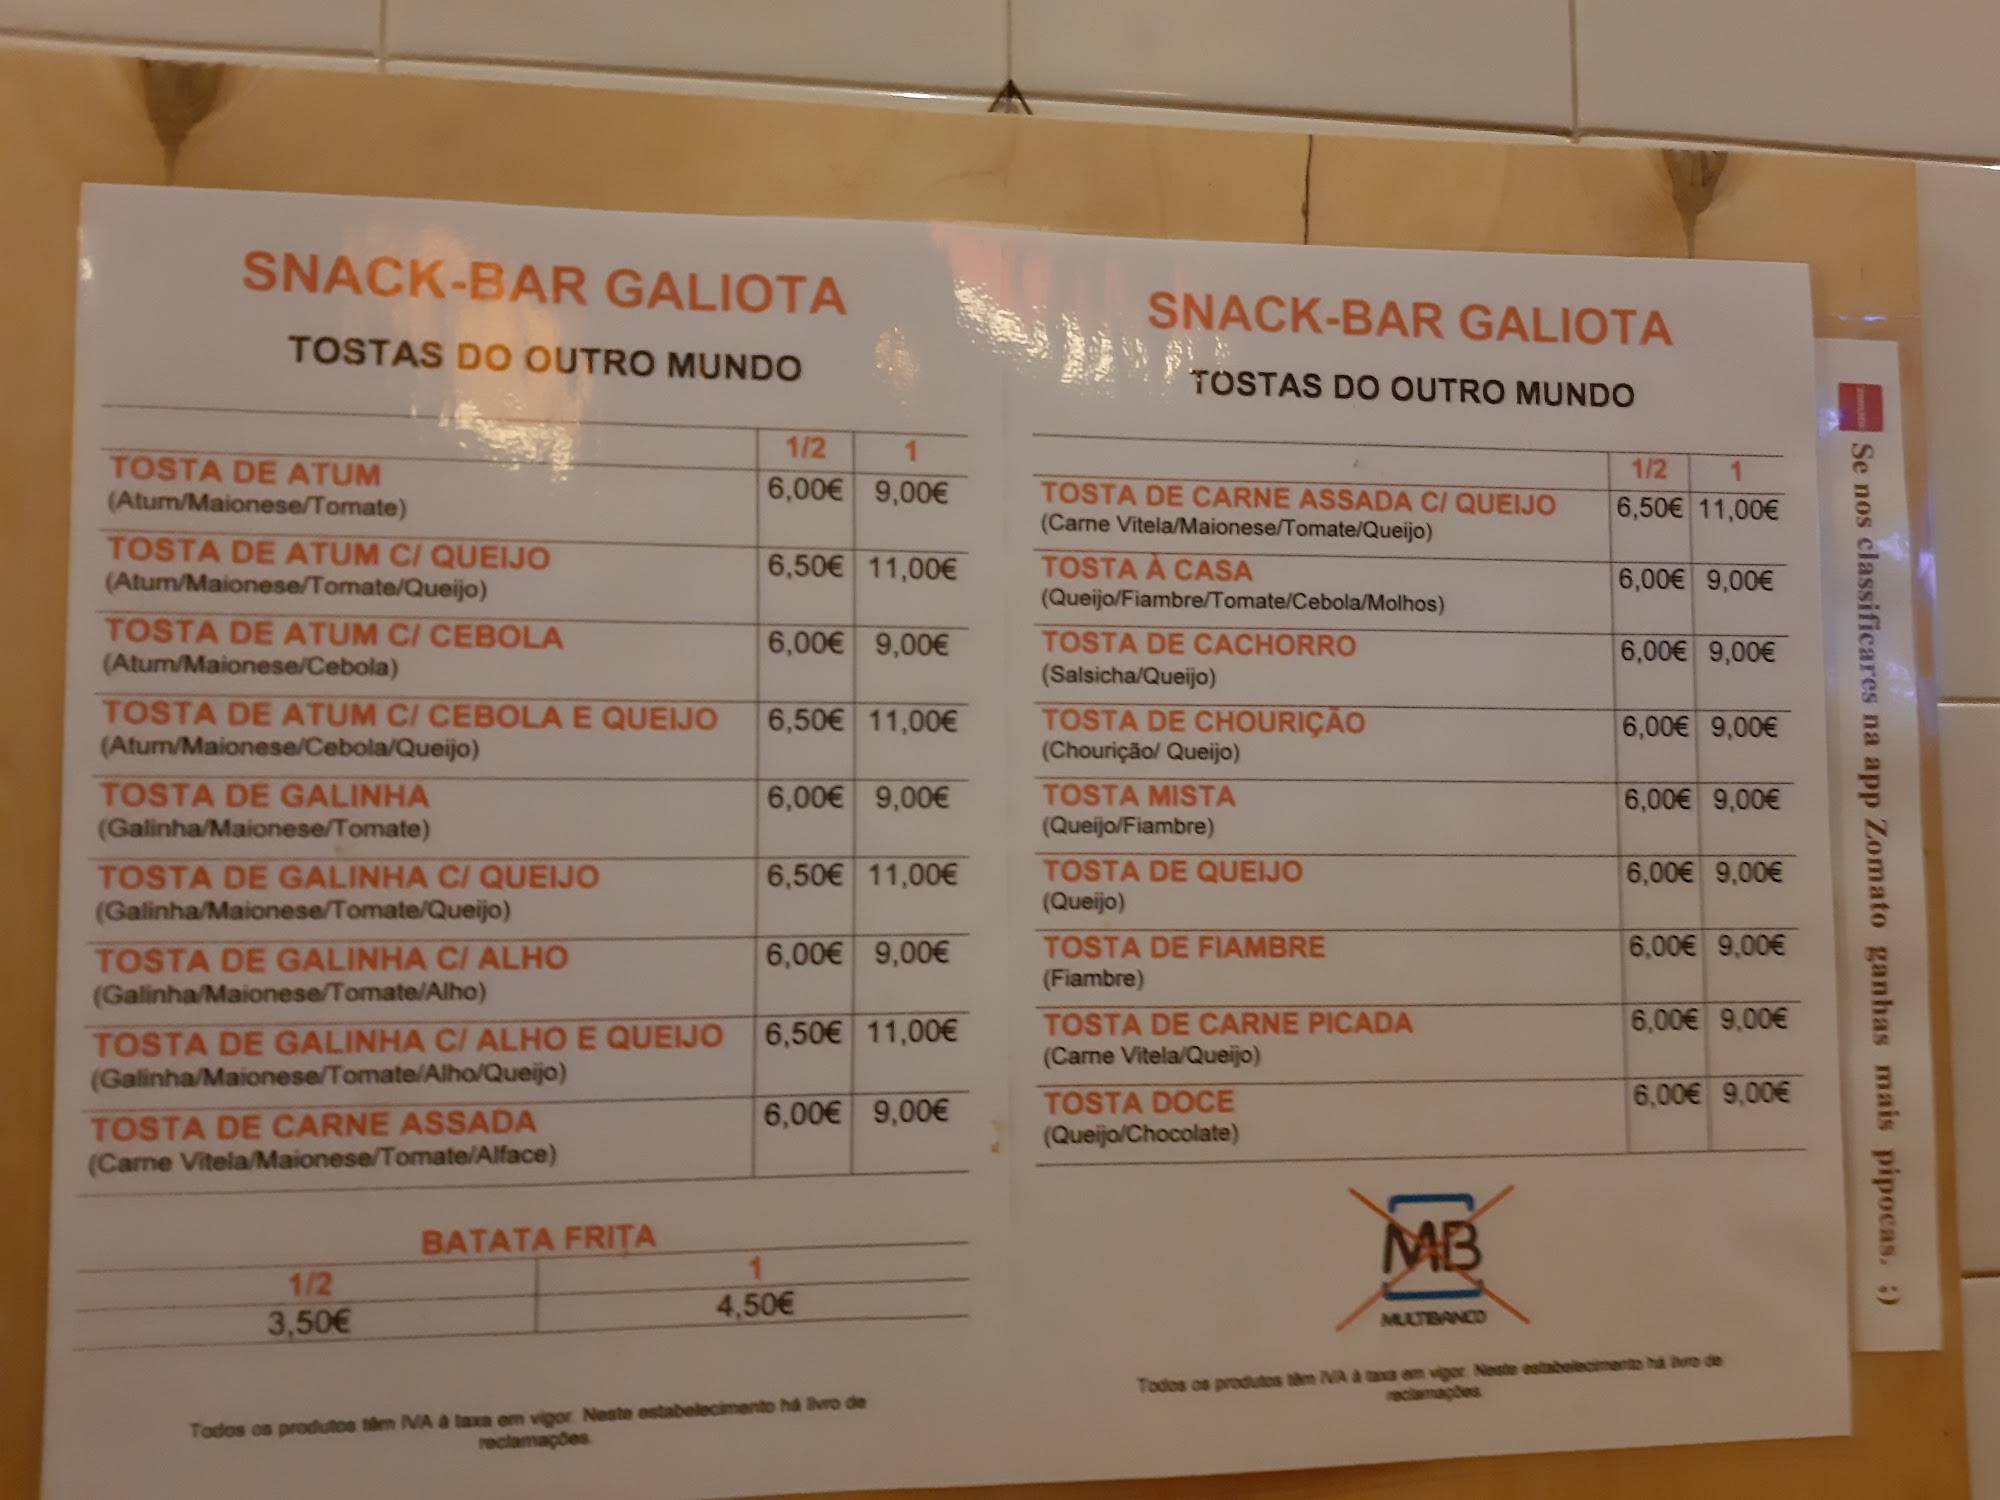 SNACK-BAR GALIOTA
TOSTAS DO OUTRO MUNDO
1/2 1
TOSTA DE ATUM 6,00€ 9,00€
(Atum/Maionese/Tomate)
TOSTA DE ATUM C/ QUEIJO 6,50€ 11,00€
(Atum/Maionese/Tomate/Queijo)
TOSTA DE ATUM C/ CEBOLA 6,00€ 9,00€
(Atum/Maionese/Cebola)
TOSTA DE ATUM C/ CEBOLA E QUEIJO 6,50€ 11,00€
(Atum/Maionese/Cebola/Queijo)
TOSTA DE GALINHA 6,00€ 9,00€
(Galinha/Maionese/Tomate)
TOSTA DE GALINHA C/ QUEIJO 6,50€ 11,00€
(Galinha/Maionese/Tomate/Queijo)
TOSTA DE GALINHA C/ ALHO 6,00€ 9,00€
(Galinha/Maionese/Tomate/Alho)
TOSTA DE GALINHA C/ ALHO E QUEIJO 6,50€ 11,00€
(Galinha/Maionese/Tomate/Alho/Queijo)
TOSTA DE CARNE ASSADA 6,00€ 9,00€
(Carne Vitela/Maionese/Tomate/Alface)
BATATA FRITA
1/2 1
3,50€ 4,50€
Todos os produtos têm IVA à taxa em vigor. Neste estabelecimento há livro de
reclamações.
SNACK-BAR GALIOTA
TOSTAS DO OUTRO MUNDO
1/2 1
TOSTA DE CARNE ASSADA C/ QUEIJO 6,50€ 11,00€
(Carne Vitela/Maionese/Tomate/Queijo)
TOSTA À CASA 6,00€ 9,00€
(Queijo/Fiambre/Tomate/Cebola/Molhos)
TOSTA DE CACHORRO 6,00€ 9,00€
(Salsicha/Queijo)
TOSTA DE CHOURIÇÃO 6,00€ 9,00€
(Chourição/ Queijo)
TOSTA MISTA 6,00€ 9,00€
(Queijo/Fiambre)
TOSTA DE QUEIJO 6,00€ 9,00€
(Queijo)
TOSTA DE FIAMBRE 6,00€ 9,00€
(Fiambre)
TOSTA DE CARNE PICADA 6,00€ 9,00€
(Carne Vitela/Queijo)
TOSTA DOCE 6,00€ 9,00€
(Queijo/Chocolate)
MB
MULTIBANCO
Todos os produtos têm IVA à taxa em vigor. Neste estabelecimento há livro de
reclamações.
Se nos classificares na app Zomato ganhas mais pipocas. ;)